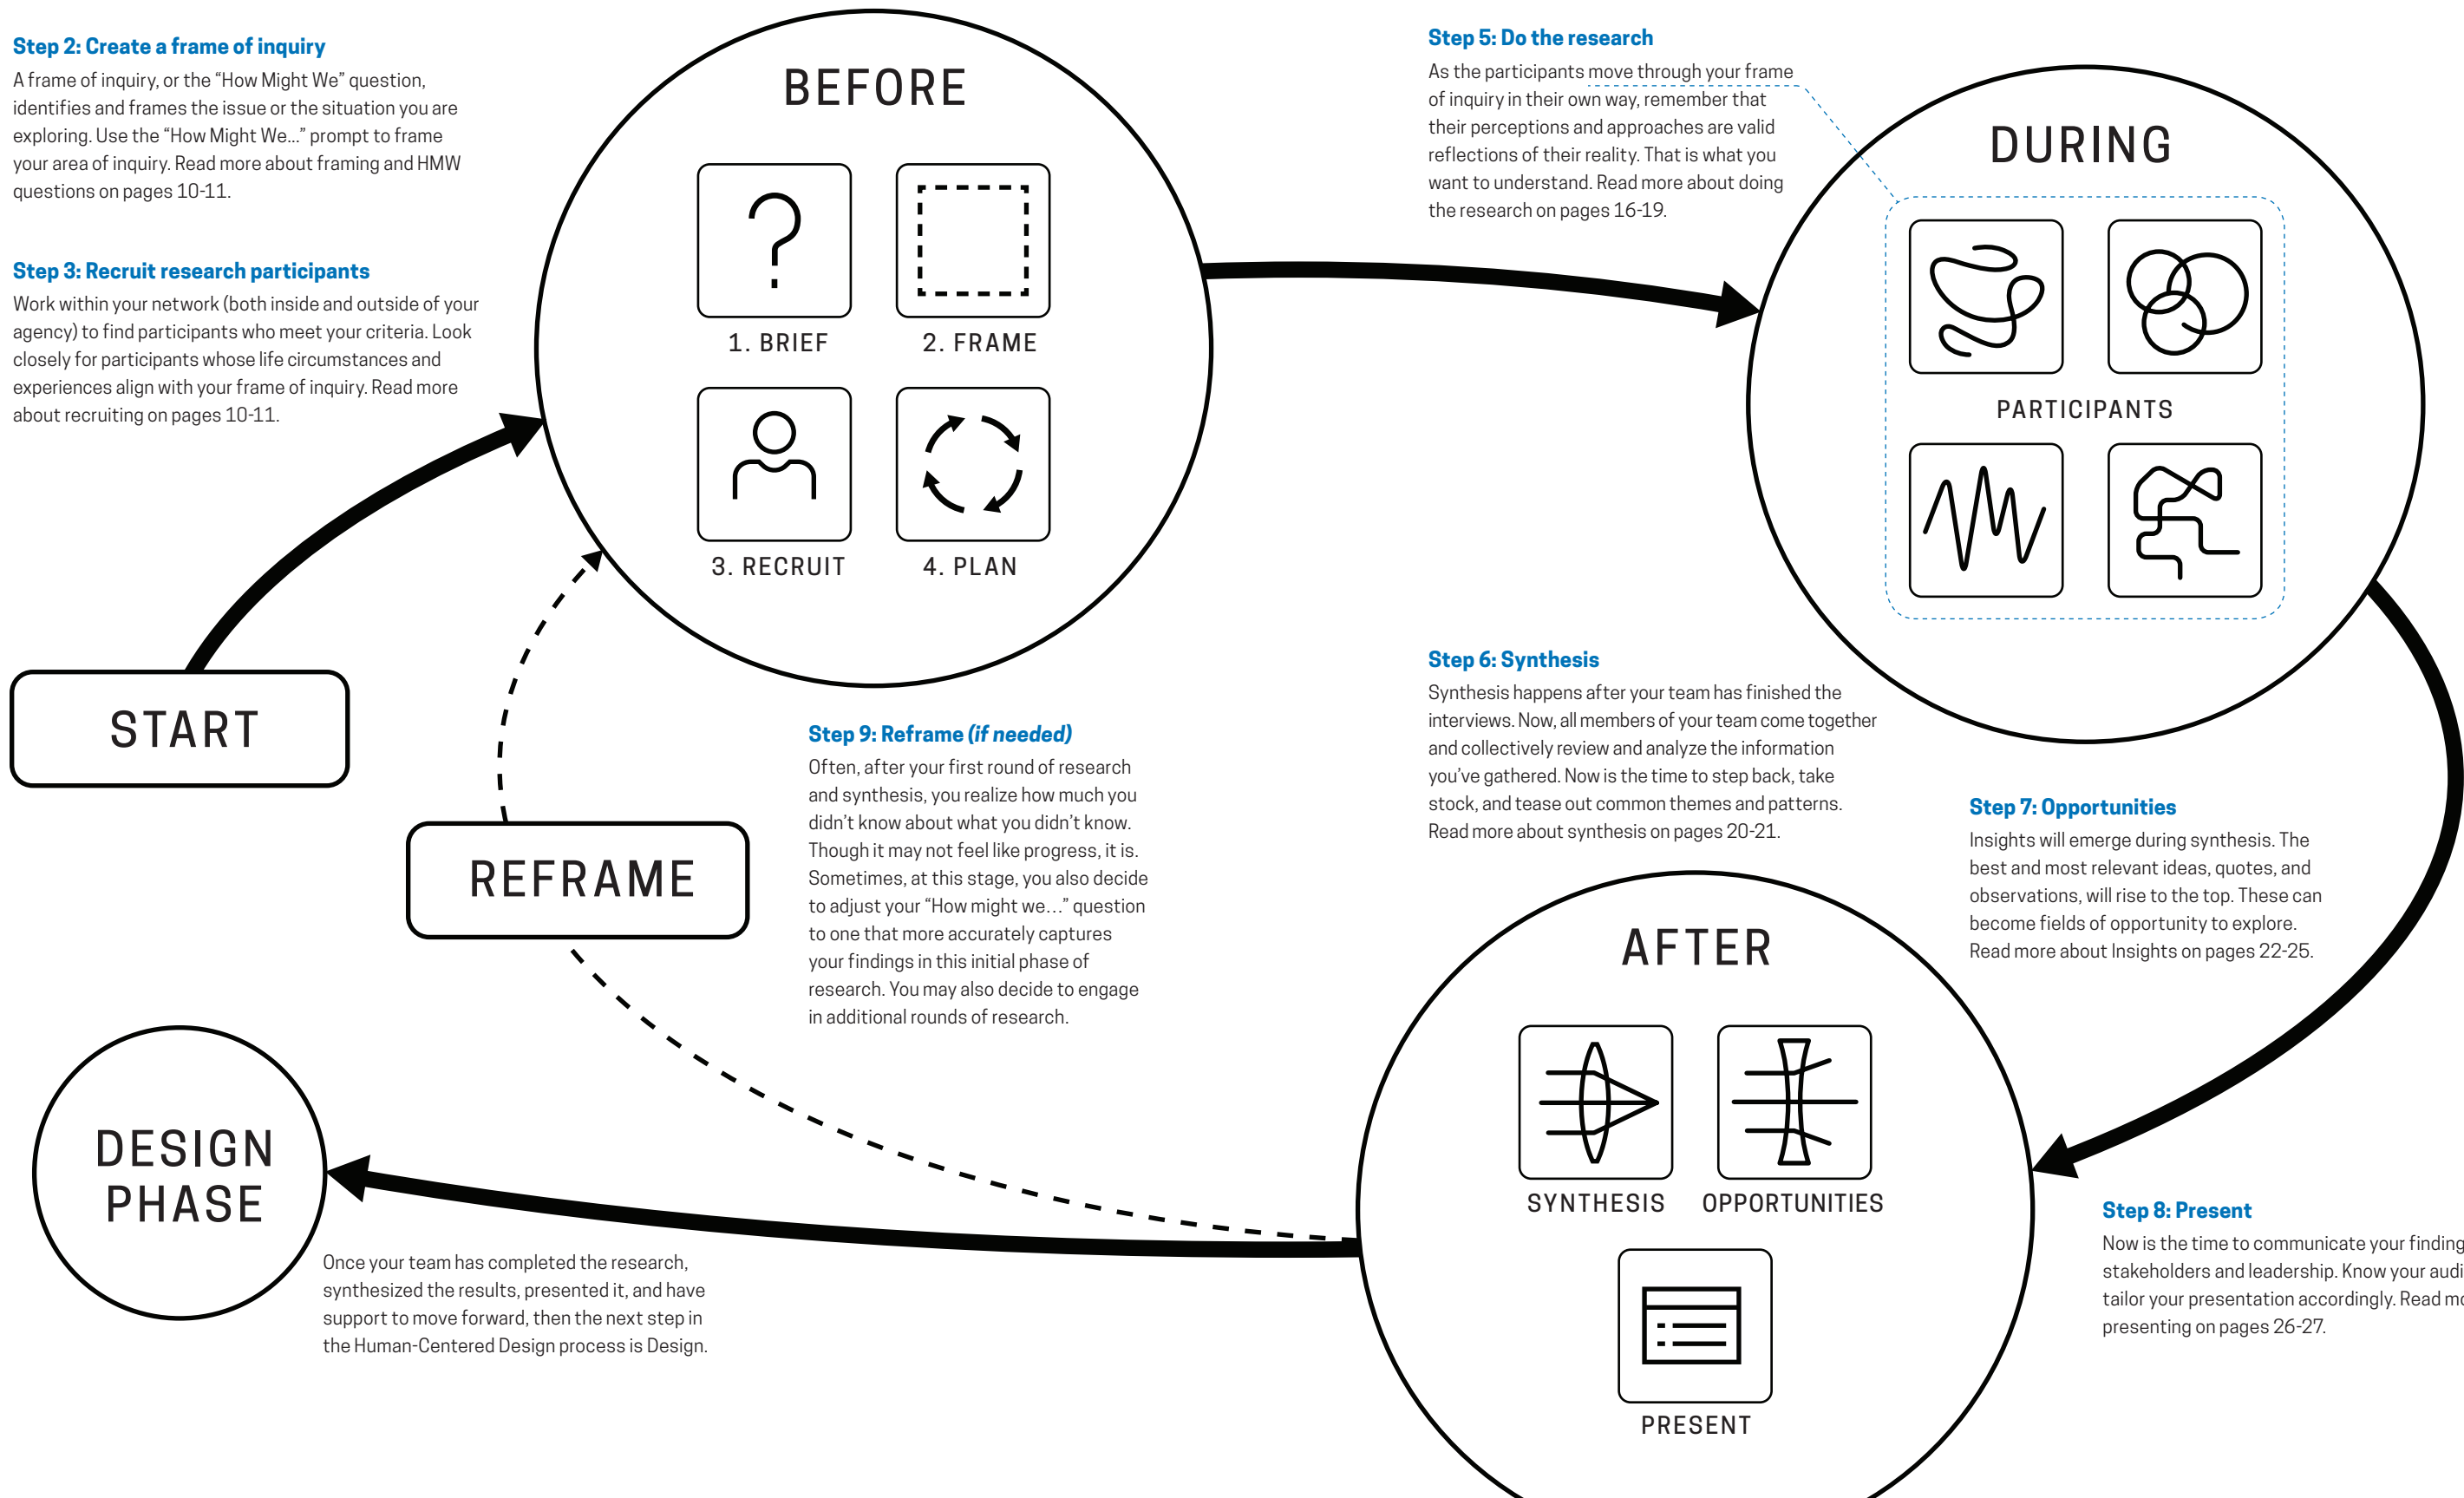 Step 2: Create a frame of inquiry
A frame of inquiry, or the “How Might We” question,
identifies and frames the issue or the situation you are
exploring. Use the “How Might We...” prompt to frame
your area of inquiry. Read more about framing and HMW
questions on pages 10-11.
Step 3: Recruit research participants
Work within your network (both inside and outside of your
agency) to find participants who meet your criteria. Look
closely for participants whose life circumstances and
experiences align with your frame of inquiry. Read more
about recruiting on pages 10-11.
START
BEFORE
1. BRIEF
2. FRAME
3. RECRUIT
4. PLAN
Step 5: Do the research
As the participants move through your frame
of inquiry in their own way, remember that
their perceptions and approaches are valid
reflections of their reality. That is what you
want to understand. Read more about doing
the research on pages 16-19.
DURING
PARTICIPANTS
Step 6: Synthesis
Synthesis happens after your team has finished the
interviews. Now, all members of your team come together
and collectively review and analyze the information
you’ve gathered. Now is the time to step back, take
stock, and tease out common themes and patterns.
Read more about synthesis on pages 20-21.
Step 7: Opportunities
Insights will emerge during synthesis. The
best and most relevant ideas, quotes, and
observations, will rise to the top. These can
become fields of opportunity to explore.
Read more about Insights on pages 22-25.
AFTER
SYNTHESIS
OPPORTUNITIES
PRESENT
Step 8: Present
Now is the time to communicate your finding
stakeholders and leadership. Know your audi
tailor your presentation accordingly. Read mo
presenting on pages 26-27.
REFRAME
Step 9: Reframe (if needed)
Often, after your first round of research
and synthesis, you realize how much you
didn’t know about what you didn’t know.
Though it may not feel like progress, it is.
Sometimes, at this stage, you also decide
to adjust your “How might we…” question
to one that more accurately captures
your findings in this initial phase of
research. You may also decide to engage
in additional rounds of research.
DESIGN
PHASE
Once your team has completed the research,
synthesized the results, presented it, and have
support to move forward, then the next step in
the Human-Centered Design process is Design.